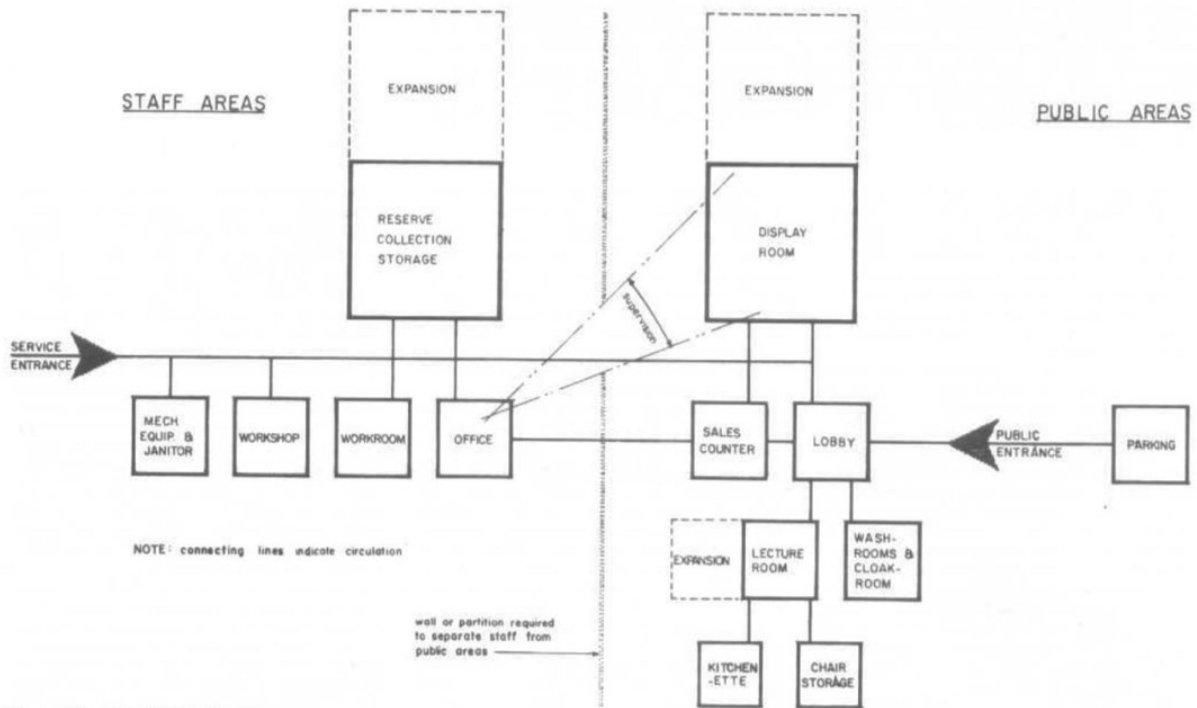 STAFF AREAS
EXPANSION
EXPANSION
PUBLIC AREAS
RESERVE
COLLECTION
STORAGE
DISPLAY
ROOM
supervision
SERVICE
ENTRANCE
MECH.
EQUIP. &
JANITOR
WORKSHOP
WORKROOM
OFFICE
SALES
COUNTER
LOBBY
PUBLIC
ENTRANCE
PARKING
NOTE: connecting lines indicate circulation
EXPANSION
LECTURE
ROOM
WASH-
ROOMS &
CLOAK-
ROOM
wall or partition required
to separate staff from
public areas
KITCHEN
-ETTE
CHAIR
STORAGE